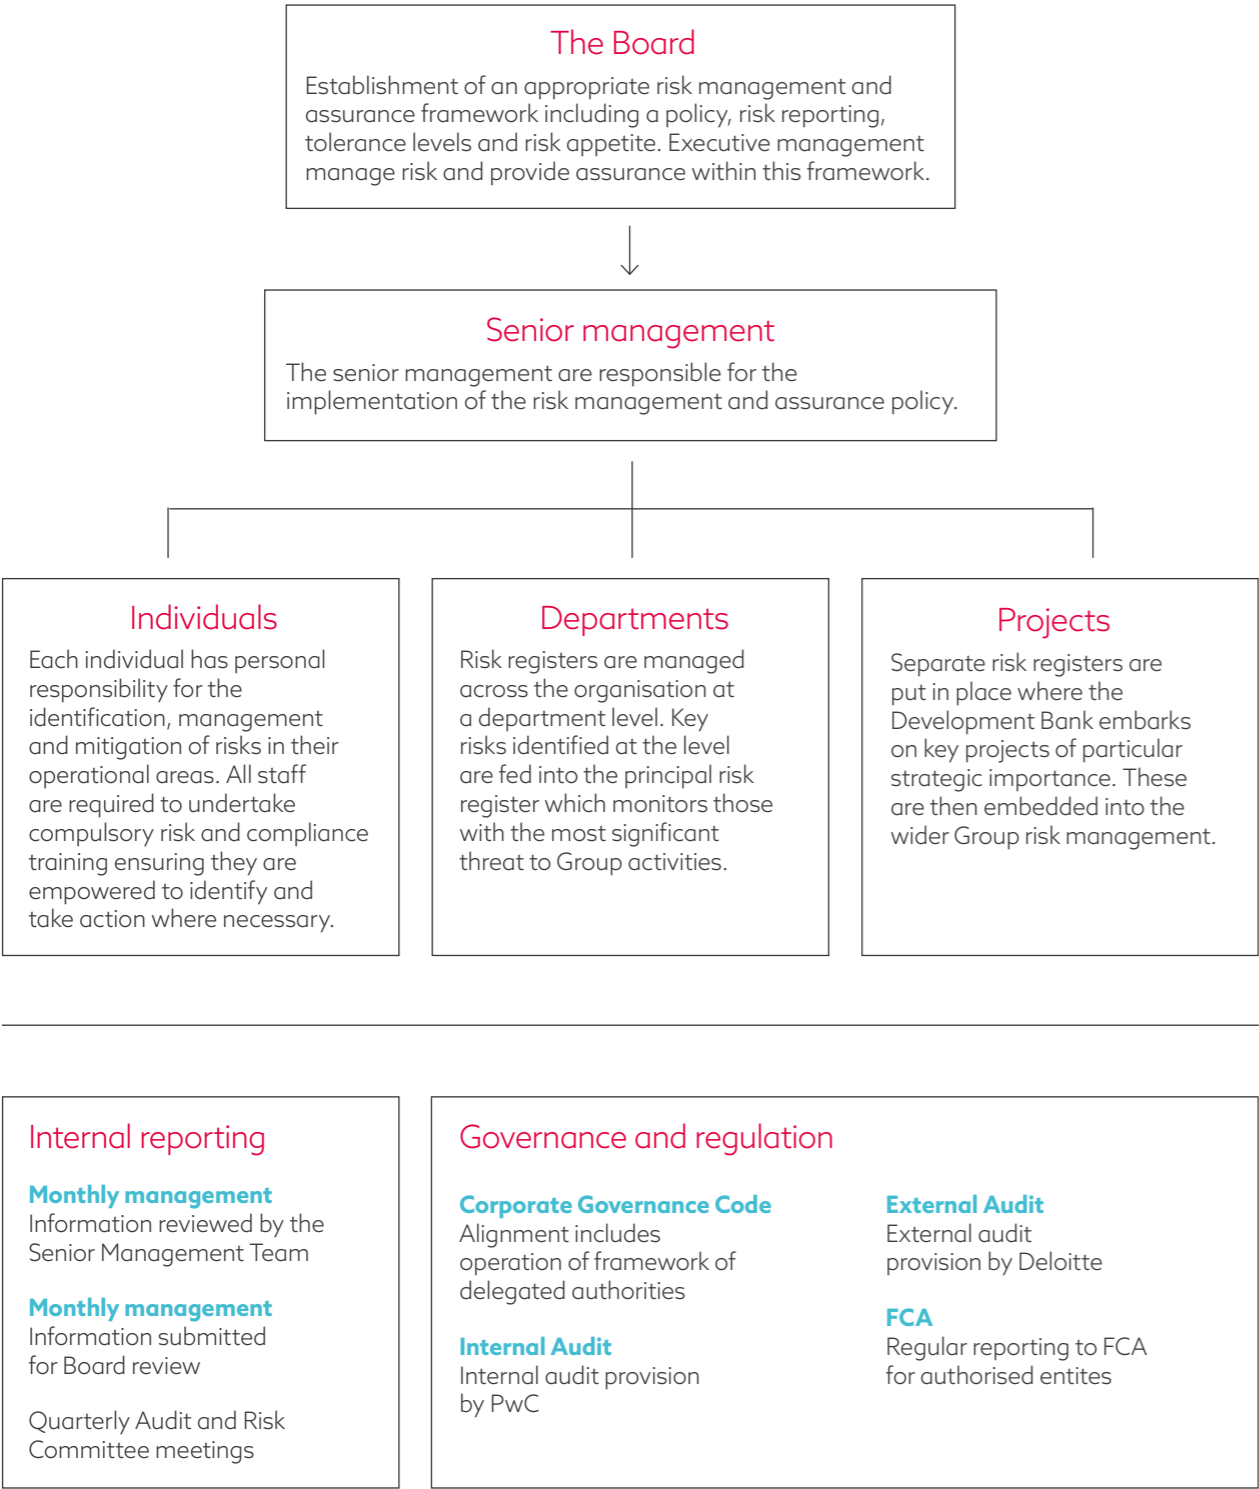 The Board
Establishment of an appropriate risk management and
assurance framework including a policy, risk reporting,
tolerance levels and risk appetite. Executive management
manage risk and provide assurance within this framework.
Senior management
The senior management are responsible for the
implementation of the risk management and assurance policy.
Individuals
Each individual has personal
responsibility for the
identification, management
and mitigation of risks in their
operational areas. All staff
are required to undertake
compulsory risk and compliance
training ensuring they are
empowered to identify and
take action where necessary.
Departments
Risk registers are managed
across the organisation at
a department level. Key
risks identified at the level
are fed into the principal risk
register which monitors those
with the most significant
threat to Group activities.
Projects
Separate risk registers are
put in place where the
Development Bank embarks
on key projects of particular
strategic importance. These
are then embedded into the
wider Group risk management.
Internal reporting
Monthly management
Information reviewed by the
Senior Management Team
Monthly management
Information submitted
for Board review
Quarterly Audit and Risk
Committee meetings
Governance and regulation
Corporate Governance Code
Alignment includes
operation of framework of
delegated authorities
Internal Audit
Internal audit provision
by PwC
External Audit
External audit
provision by Deloitte
FCA
Regular reporting to FCA
for authorised entites